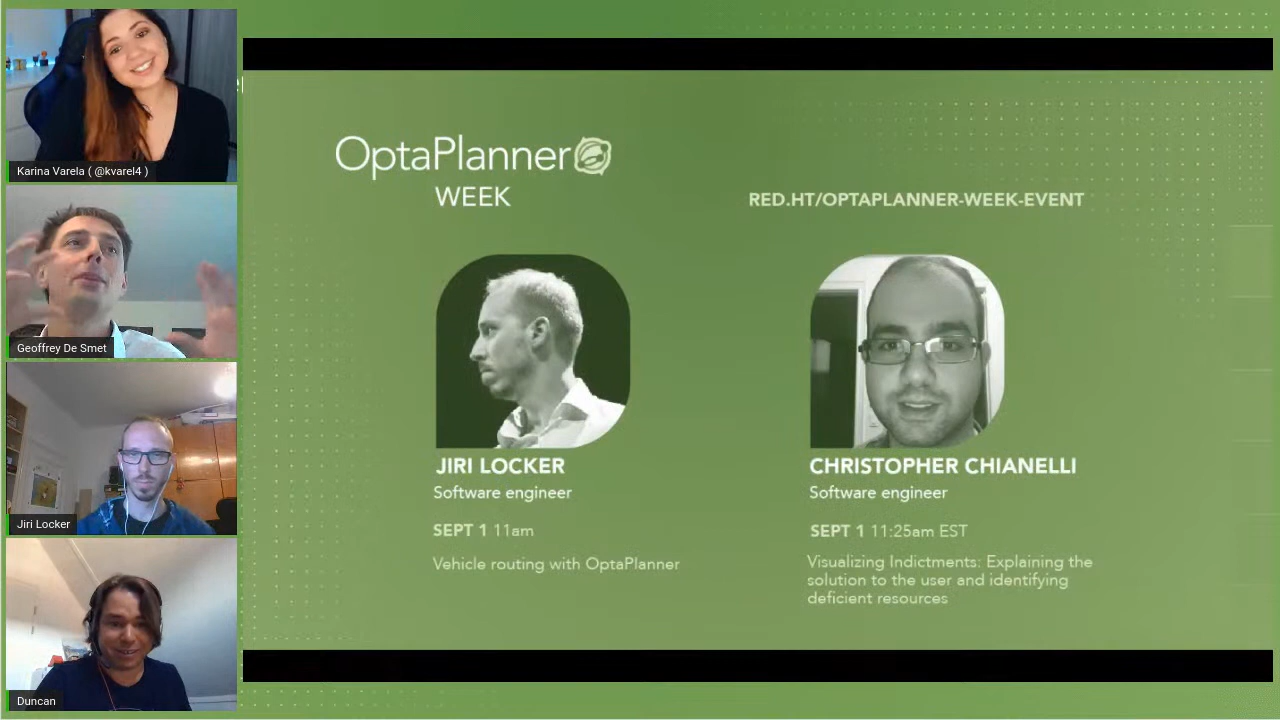 Karina Varela ( @kvarel4 )
Geoffrey De Smet
Jiri Locker
Duncan
OptaPlanner
WEEK
RED.HT/OPTAPLANNER-WEEK-EVENT
JIRI LOCKER
Software engineer
SEPT 1 11am
Vehicle routing with OptaPlanner
CHRISTOPHER CHIANELLI
Software engineer
SEPT 1 11:25am EST
Visualizing Indictments: Explaining the
solution to the user and identifying
deficient resources